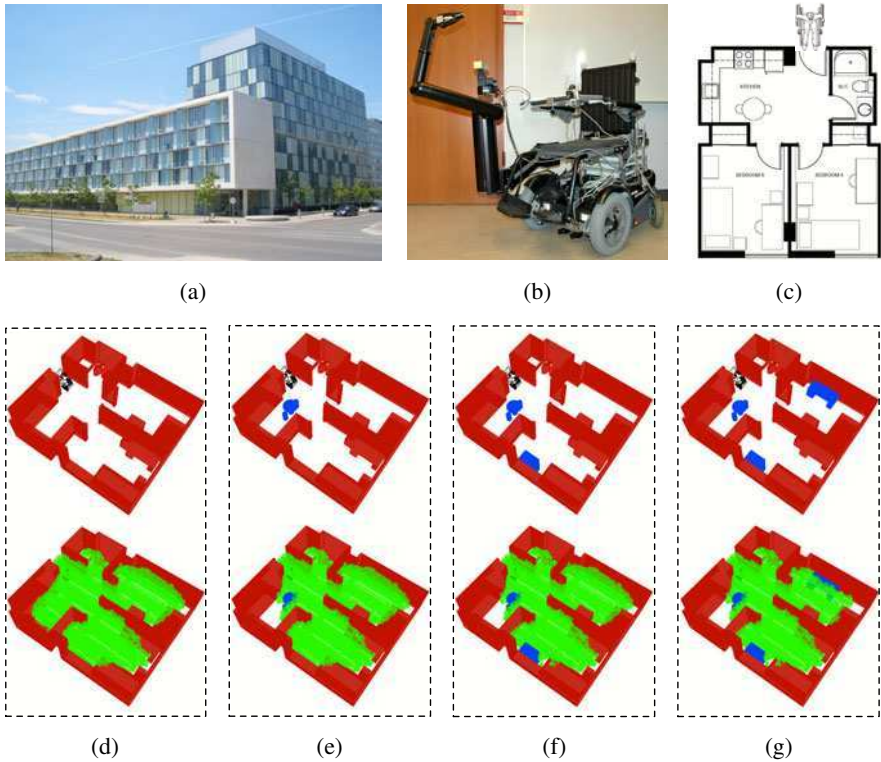 (a)
(b)
(c)
KITCHEN
W/C
BEDROOM
BEDROOM
(d)
(e)
(f)
(g)